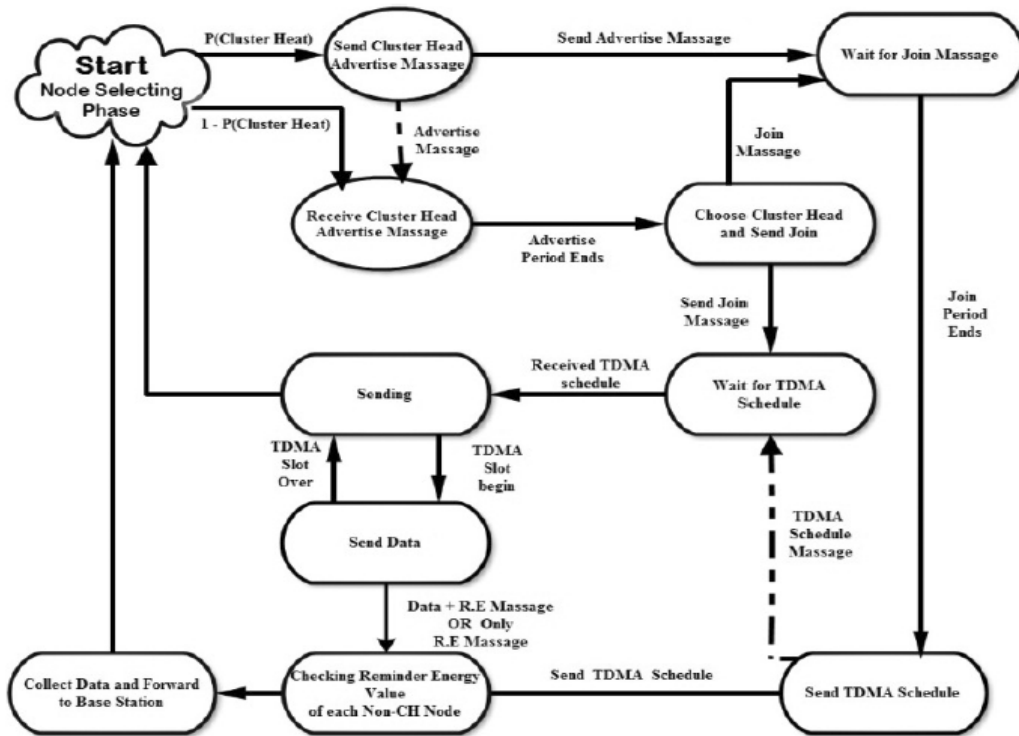 P(Cluster Heat)
Start
Node Selecting
Phase
Send Cluster Head
Advertise Massage
Send Advertise Massage
Wait for Join Massage
1 - P(Cluster Heat)
Advertise
Massage
Join
Massage
Receive Cluster Head
Advertise Massage
Advertise
Period Ends
Choose Cluster Head
and Send Join
Send Join
Massage
Join
Period
Ends
Sending
Received TDMA
schedule
Wait for TDMA
Schedule
TDMA
Slot
Over
TDMA
Slot
begin
Send Data
TDMA
Schedule
Massage
Data + R.E Massage
OR Only
R.E Massage
Collect Data and Forward
to Base Station
Checking Reminder Energy
Value
of each Non-CH Node
Send TDMA Schedule
Send TDMA Schedule